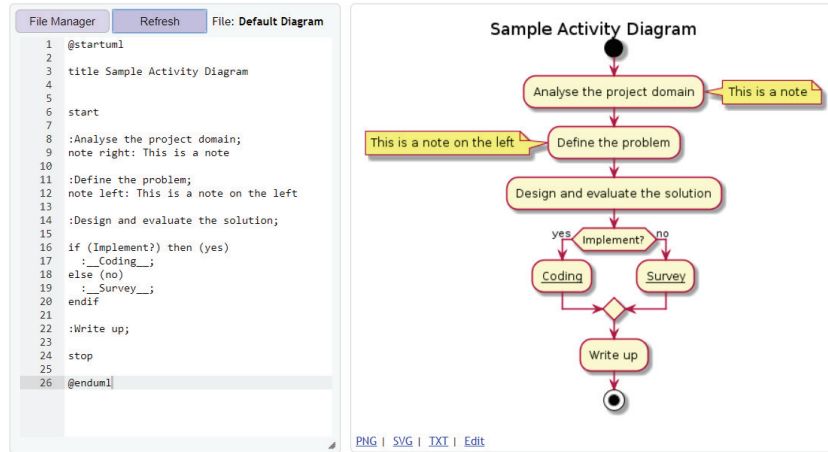 File Manager Refresh File: Default Diagram
1 @startuml
2
3 title Sample Activity Diagram
4
5
6 start
7
8 :Analyse the project domain;
9 note right: This is a note
10
11 :Define the problem;
12 note left: This is a note on the left
13
14 :Design and evaluate the solution;
15
16 if (Implement?) then (yes)
17 :__Coding__;
18 else (no)
19 :__Survey__;
20 endif
21
22 :Write up;
23
24 stop
25
26 @enduml
Sample Activity Diagram
Analyse the project domain This is a note
This is a note on the left Define the problem
Design and evaluate the solution
yes Implement? no
Coding Survey
Write up
PNG | SVG | TXT | Edit